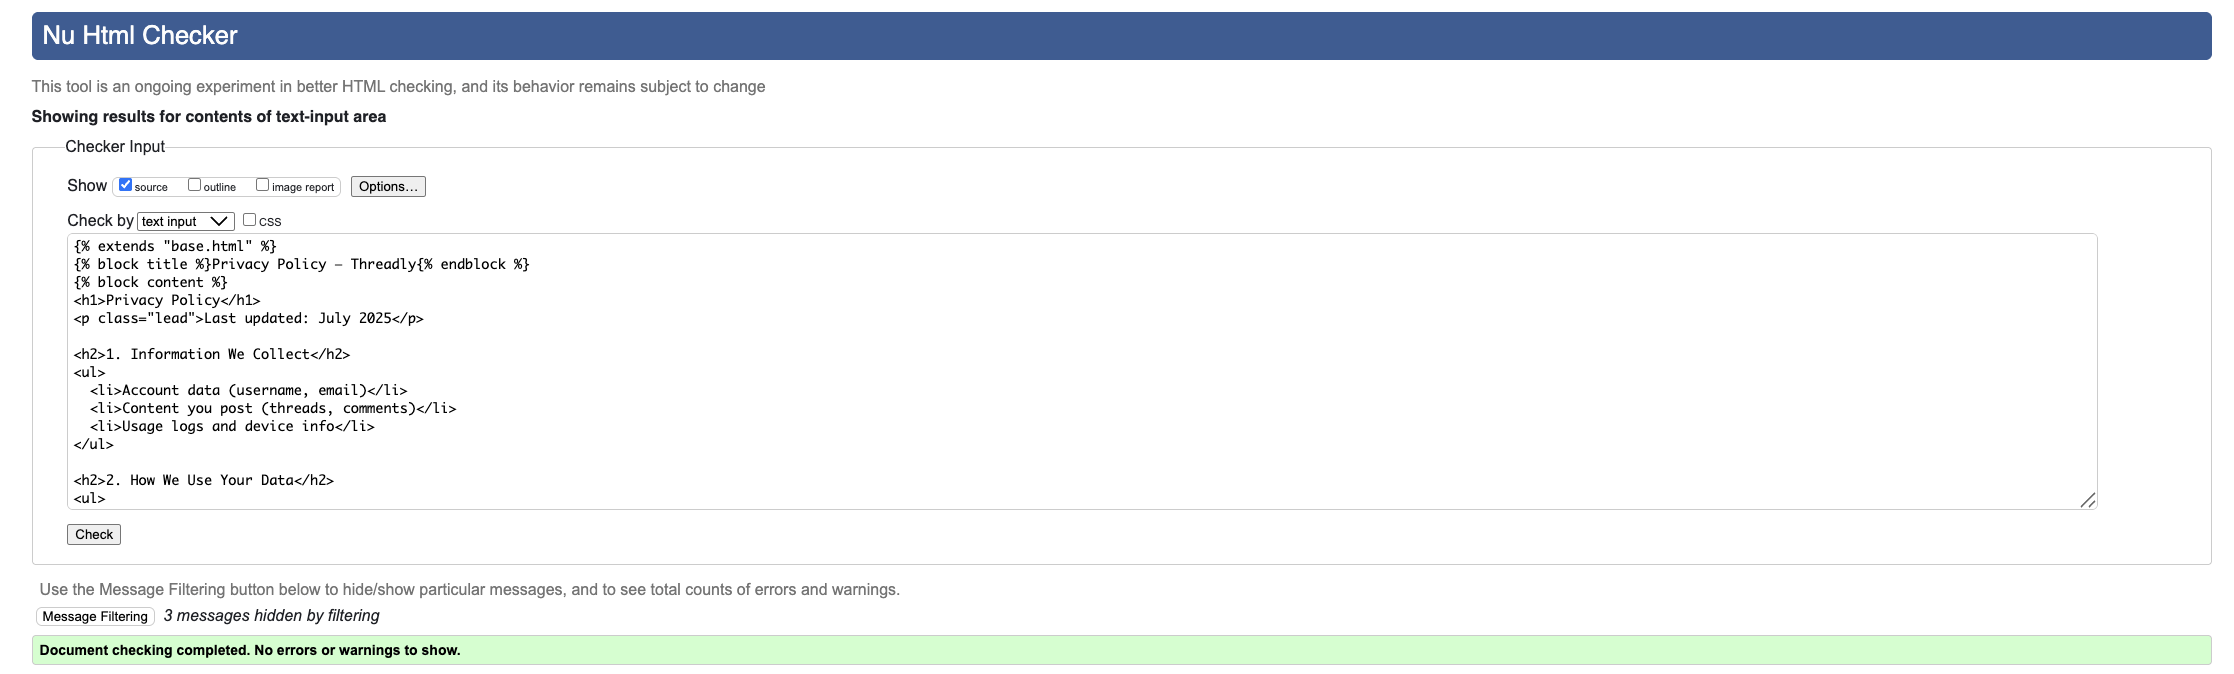 Nu Html Checker
This tool is an ongoing experiment in better HTML checking, and its behavior remains subject to change
Showing results for contents of text-input area
Checker Input
Show source outline image report Options...
Check by text input css
{% extends "base.html" %}
{% block title %}Privacy Policy – Threadly{% endblock %}
{% block content %}
<h1>Privacy Policy</h1>
<p class="lead">Last updated: July 2025</p>
<h2>1. Information We Collect</h2>
<ul>
  <li>Account data (username, email)</li>
  <li>Content you post (threads, comments)</li>
  <li>Usage logs and device info</li>
</ul>
<h2>2. How We Use Your Data</h2>
<ul>
Check
Use the Message Filtering button below to hide/show particular messages, and to see total counts of errors and warnings.
Message Filtering 3 messages hidden by filtering
Document checking completed. No errors or warnings to show.